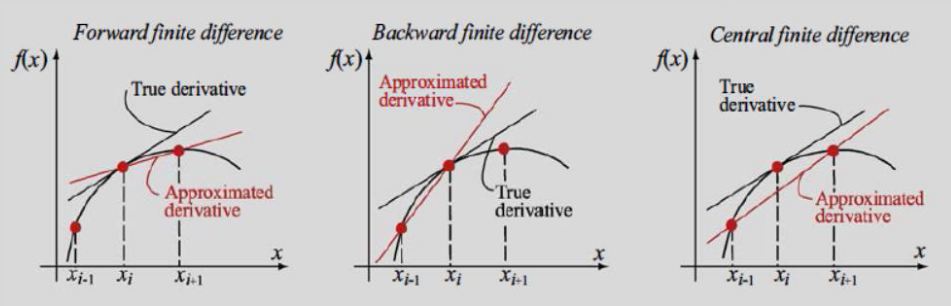 Forward finite difference
f(x)
True derivative
Approximated
derivative
x
xi-1 xi xi+1
Backward finite difference
f(x)
Approximated
derivative
True
derivative
x
xi-1 xi xi+1
Central finite difference
f(x)
True
derivative
Approximated
derivative
x
xi-1 xi xi+1